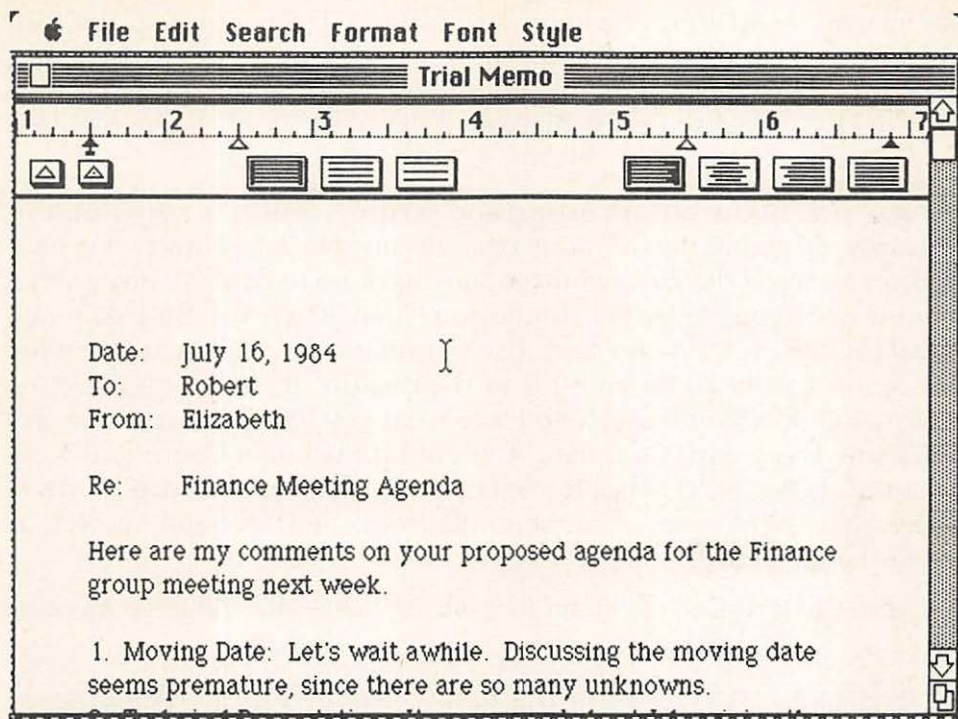 File Edit Search Format Font Style
Trial Memo
1 2 3 4 5 6 7
Date: July 16, 1984
To: Robert
From: Elizabeth
Re: Finance Meeting Agenda
Here are my comments on your proposed agenda for the Finance
group meeting next week.
1. Moving Date: Let's wait awhile. Discussing the moving date
seems premature, since there are so many unknowns.